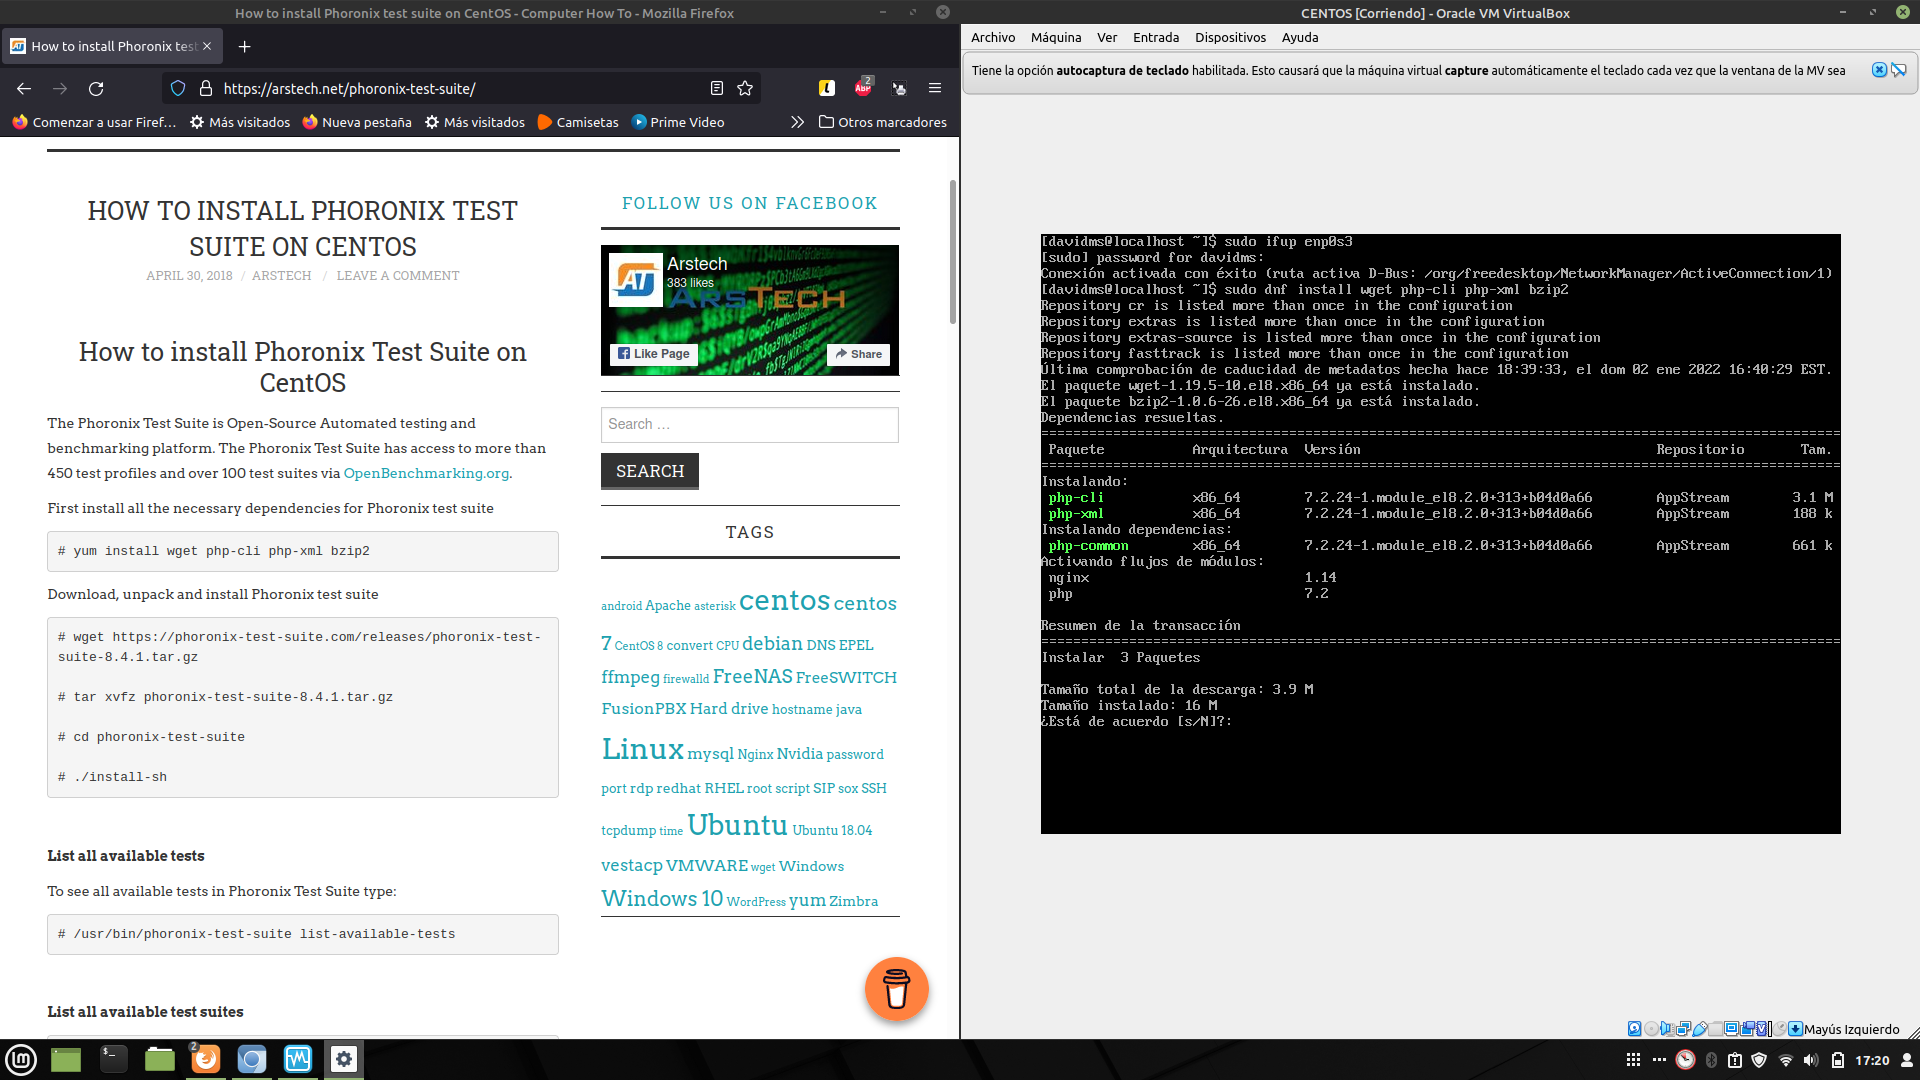 How to install Phoronix test suite on CentOS - Computer How To - Mozilla Firefox
How to install Phoronix test
https://arstech.net/phoronix-test-suite/
2
ABP
Comenzar a usar Firef…
Más visitados
Nueva pestaña
Más visitados
Camisetas
Prime Video
Otros marcadores
HOW TO INSTALL PHORONIX TEST
SUITE ON CENTOS
APRIL 30, 2018 / ARSTECH / LEAVE A COMMENT
How to install Phoronix Test Suite on
CentOS
The Phoronix Test Suite is Open-Source Automated testing and
benchmarking platform. The Phoronix Test Suite has access to more than
450 test profiles and over 100 test suites via OpenBenchmarking.org.
First install all the necessary dependencies for Phoronix test suite
# yum install wget php-cli php-xml bzip2
Download, unpack and install Phoronix test suite
# wget https://phoronix-test-suite.com/releases/phoronix-test-
suite-8.4.1.tar.gz
# tar xvfz phoronix-test-suite-8.4.1.tar.gz
# cd phoronix-test-suite
# ./install-sh
List all available tests
To see all available tests in Phoronix Test Suite type:
# /usr/bin/phoronix-test-suite list-available-tests
List all available test suites
FOLLOW US ON FACEBOOK
AT
Arstech
383 likes
ARSTECH
Like Page
Share
Search …
SEARCH
TAGS
android Apache asterisk centos centos
7 CentOS 8 convert CPU debian DNS EPEL
ffmpeg firewalld FreeNAS FreeSWITCH
FusionPBX Hard drive hostname java
Linux mysql Nginx Nvidia password
port rdp redhat RHEL root script SIP sox SSH
tcpdump time Ubuntu Ubuntu 18.04
vestacp VMWARE wget Windows
Windows 10 WordPress yum Zimbra
CENTOS [Corriendo] - Oracle VM VirtualBox
Archivo Máquina Ver Entrada Dispositivos Ayuda
Tiene la opción autocaptura de teclado habilitada. Esto causará que la máquina virtual capture automáticamente el teclado cada vez que la ventana de la MV sea
[davidms@localhost ~]$ sudo ifup enp0s3
[sudo] password for davidms:
Conexión activada con éxito (ruta activa D-Bus: /org/freedesktop/NetworkManager/ActiveConnection/1)
[davidms@localhost ~]$ sudo dnf install wget php-cli php-xml bzip2
Repository cr is listed more than once in the configuration
Repository extras is listed more than once in the configuration
Repository extras-source is listed more than once in the configuration
Repository fasttrack is listed more than once in the configuration
Última comprobación de caducidad de metadatos hecha hace 18:39:33, el dom 02 ene 2022 16:40:29 EST.
El paquete wget-1.19.5-10.el8.x86_64 ya está instalado.
El paquete bzip2-1.0.6-26.el8.x86_64 ya está instalado.
Dependencias resueltas.
Paquete Arquitectura Versión Repositorio Tam.
Instalando:
php-cli x86_64 7.2.24-1.module_el8.2.0+313+b04d0a66 AppStream 3.1 M
php-xml x86_64 7.2.24-1.module_el8.2.0+313+b04d0a66 AppStream 188 k
Instalando dependencias:
php-common x86_64 7.2.24-1.module_el8.2.0+313+b04d0a66 AppStream 661 k
Activando flujos de módulos:
nginx 1.14
php 7.2
Resumen de la transacción
Instalar 3 Paquetes
Tamaño total de la descarga: 3.9 M
Tamaño instalado: 16 M
¿Está de acuerdo [s/N]?:
Mayús Izquierdo
2
17:20